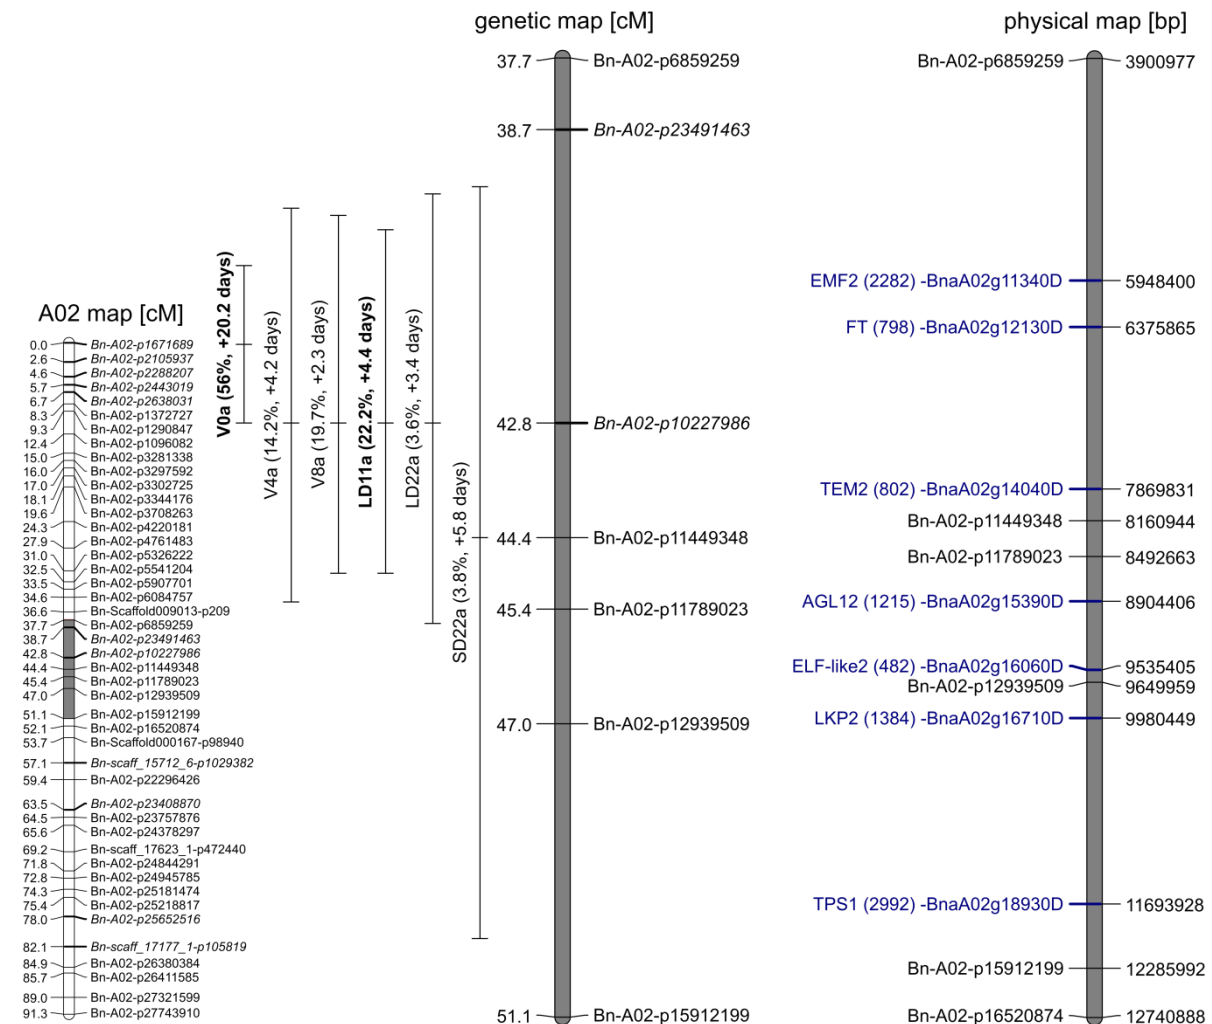 genetic map [cM]
physical map [bp]
37.7 Bn-A02-p6859259
38.7 Bn-A02-p23491463
42.8 Bn-A02-p10227986
44.4 Bn-A02-p11449348
45.4 Bn-A02-p11789023
47.0 Bn-A02-p12939509
51.1 Bn-A02-p15912199
Bn-A02-p6859259 3900977
EMF2 (2282) -BnaA02g11340D 5948400
FT (798) -BnaA02g12130D 6375865
TEM2 (802) -BnaA02g14040D 7869831
Bn-A02-p11449348 8160944
Bn-A02-p11789023 8492663
AGL12 (1215) -BnaA02g15390D 8904406
ELF-like2 (482) -BnaA02g16060D 9535405
Bn-A02-p12939509 9649959
LKP2 (1384) -BnaA02g16710D 9980449
TPS1 (2992) -BnaA02g18930D 11693928
Bn-A02-p15912199 12285992
Bn-A02-p16520874 12740888
V0a (56%, +20.2 days)
V4a (14.2%, +4.2 days)
V8a (19.7%, +2.3 days)
LD11a (22.2%, +4.4 days)
LD22a (3.6%, +3.4 days)
SD22a (3.8%, +5.8 days)
A02 map [cM]
0.0 Bn-A02-p1671689
2.6 Bn-A02-p2105937
4.6 Bn-A02-p2288207
5.7 Bn-A02-p2443019
6.7 Bn-A02-p2638031
8.3 Bn-A02-p1372727
9.3 Bn-A02-p1290847
12.4 Bn-A02-p1096082
15.0 Bn-A02-p3281338
16.0 Bn-A02-p3297592
17.0 Bn-A02-p3302725
18.1 Bn-A02-p3344176
19.6 Bn-A02-p3708263
24.3 Bn-A02-p4220181
27.9 Bn-A02-p4761483
31.0 Bn-A02-p5326222
32.5 Bn-A02-p5541204
33.5 Bn-A02-p5907701
34.6 Bn-A02-p6084757
36.6 Bn-Scaffold009013-p209
37.7 Bn-A02-p6859259
38.7 Bn-A02-p23491463
42.8 Bn-A02-p10227986
44.4 Bn-A02-p11449348
45.4 Bn-A02-p11789023
47.0 Bn-A02-p12939509
51.1 Bn-A02-p15912199
52.1 Bn-A02-p16520874
53.7 Bn-Scaffold000167-p98940
57.1 Bn-scaff_15712_6-p1029382
59.4 Bn-A02-p22296426
63.5 Bn-A02-p23408870
64.5 Bn-A02-p23757876
65.6 Bn-A02-p24378297
69.2 Bn-scaff_17623_1-p472440
71.8 Bn-A02-p24844291
72.8 Bn-A02-p24945785
74.3 Bn-A02-p25181474
75.4 Bn-A02-p25218817
78.0 Bn-A02-p25652516
82.1 Bn-scaff_17177_1-p105819
84.9 Bn-A02-p26380384
85.7 Bn-A02-p26411585
89.0 Bn-A02-p27321599
91.3 Bn-A02-p27743910